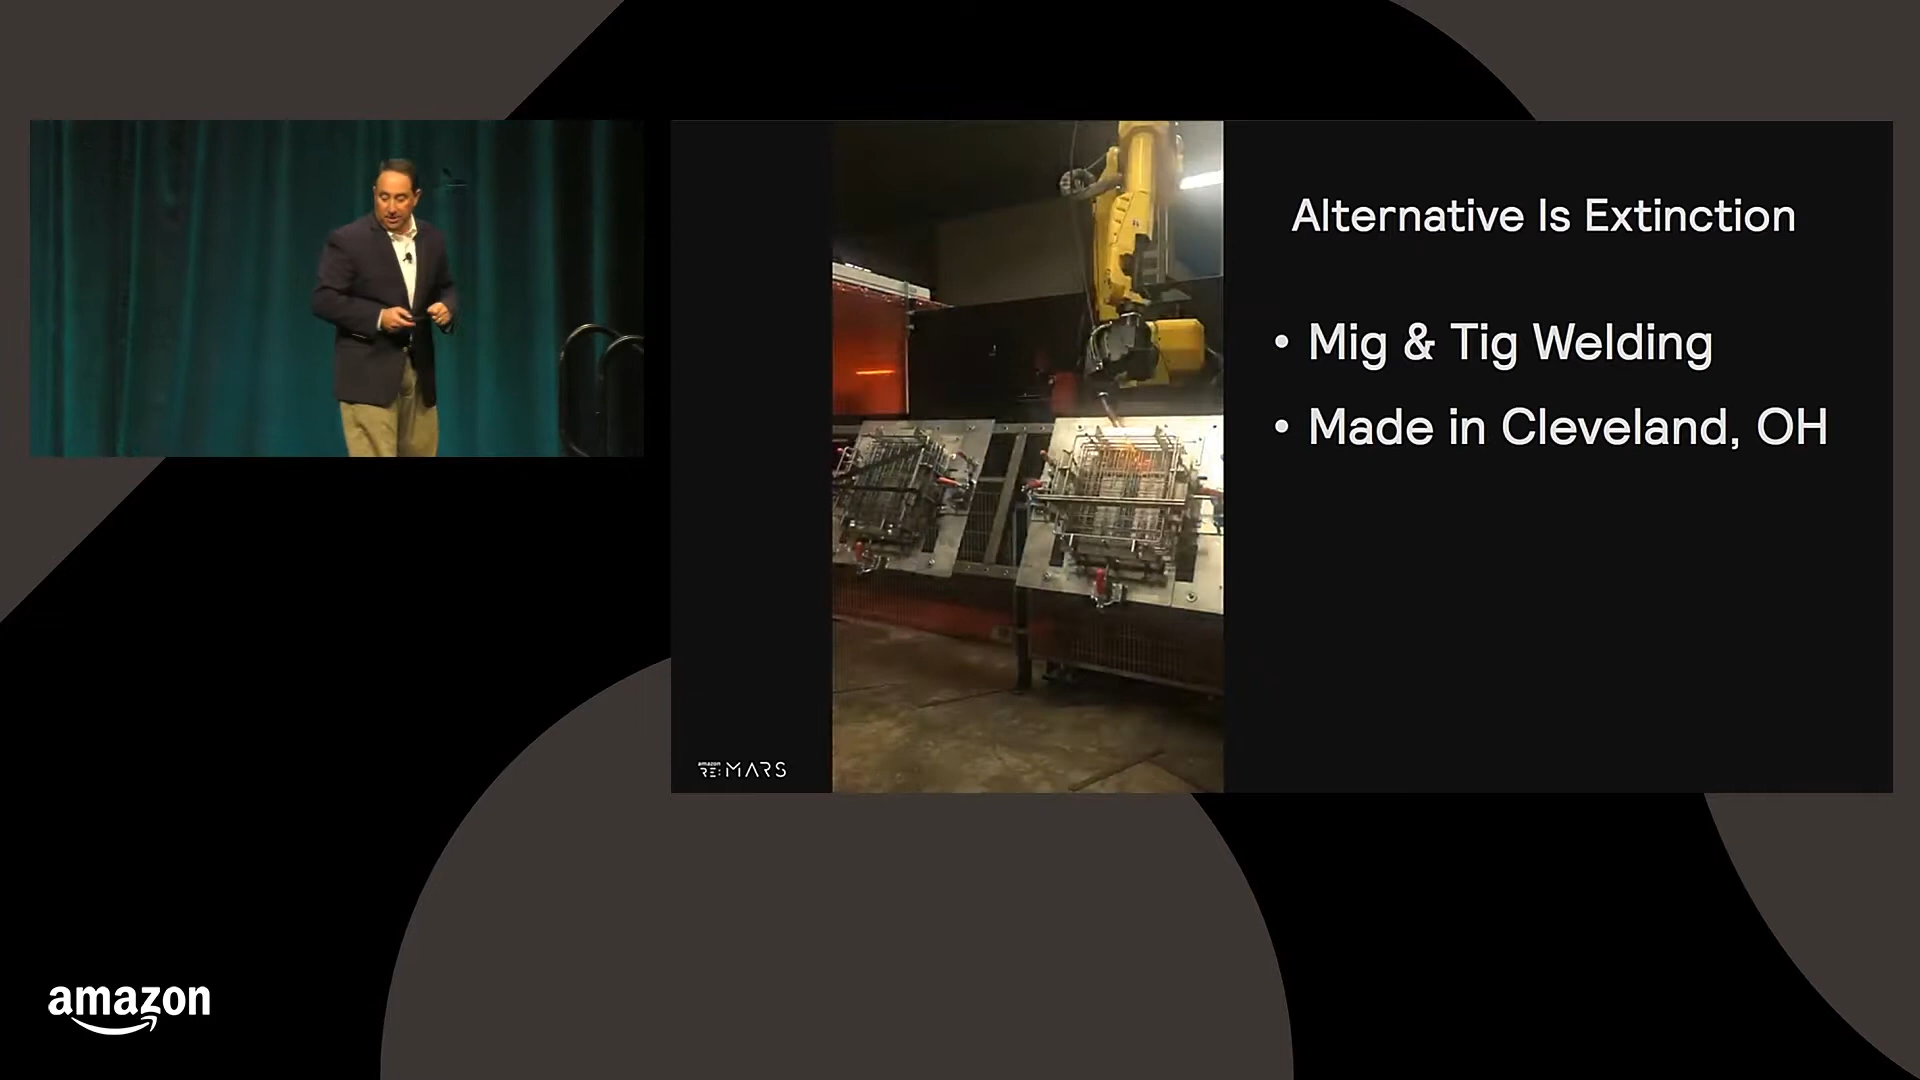 Alternative Is Extinction
• Mig & Tig Welding
• Made in Cleveland, OH
amazon
RE:MARS
amazon